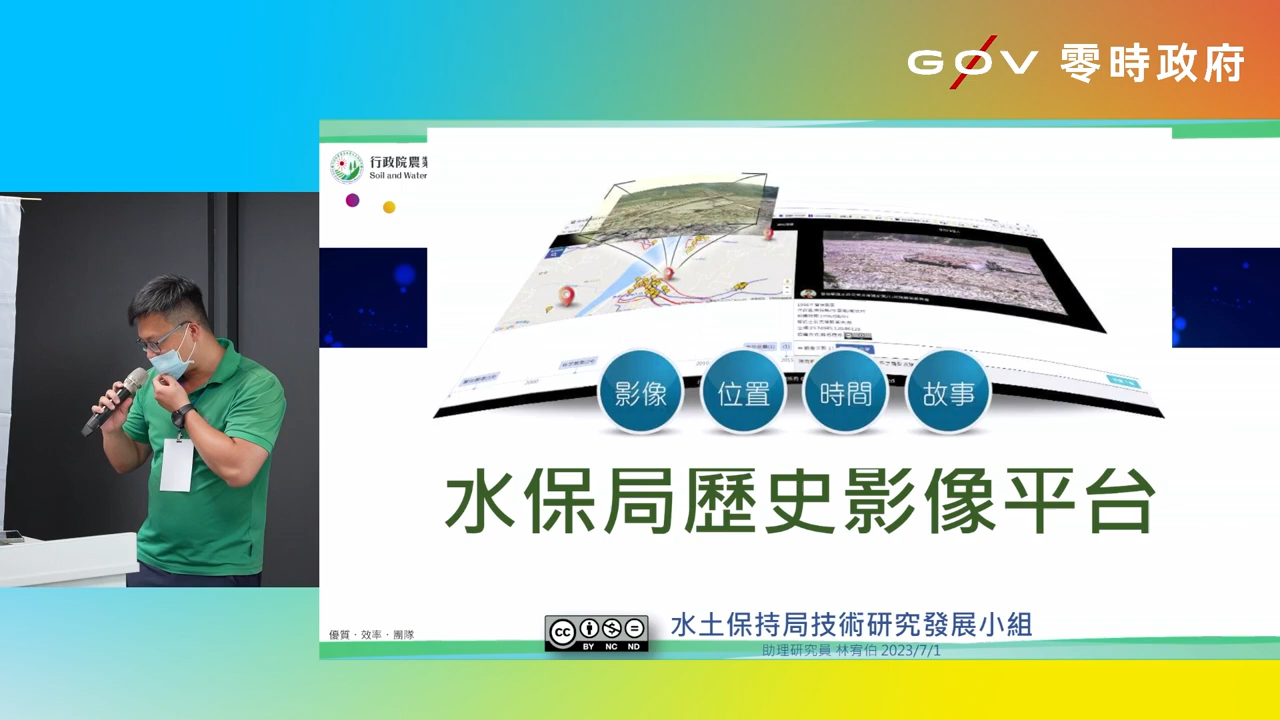 GOV 零時政府
行政院農業
Soil and Water
影像
位置
時間
故事
水保局歷史影像平台
水土保持局技術研究發展小組
助理研究員 林宥伯 2023/7/1
優質・效率・團隊
cc
BY NC ND